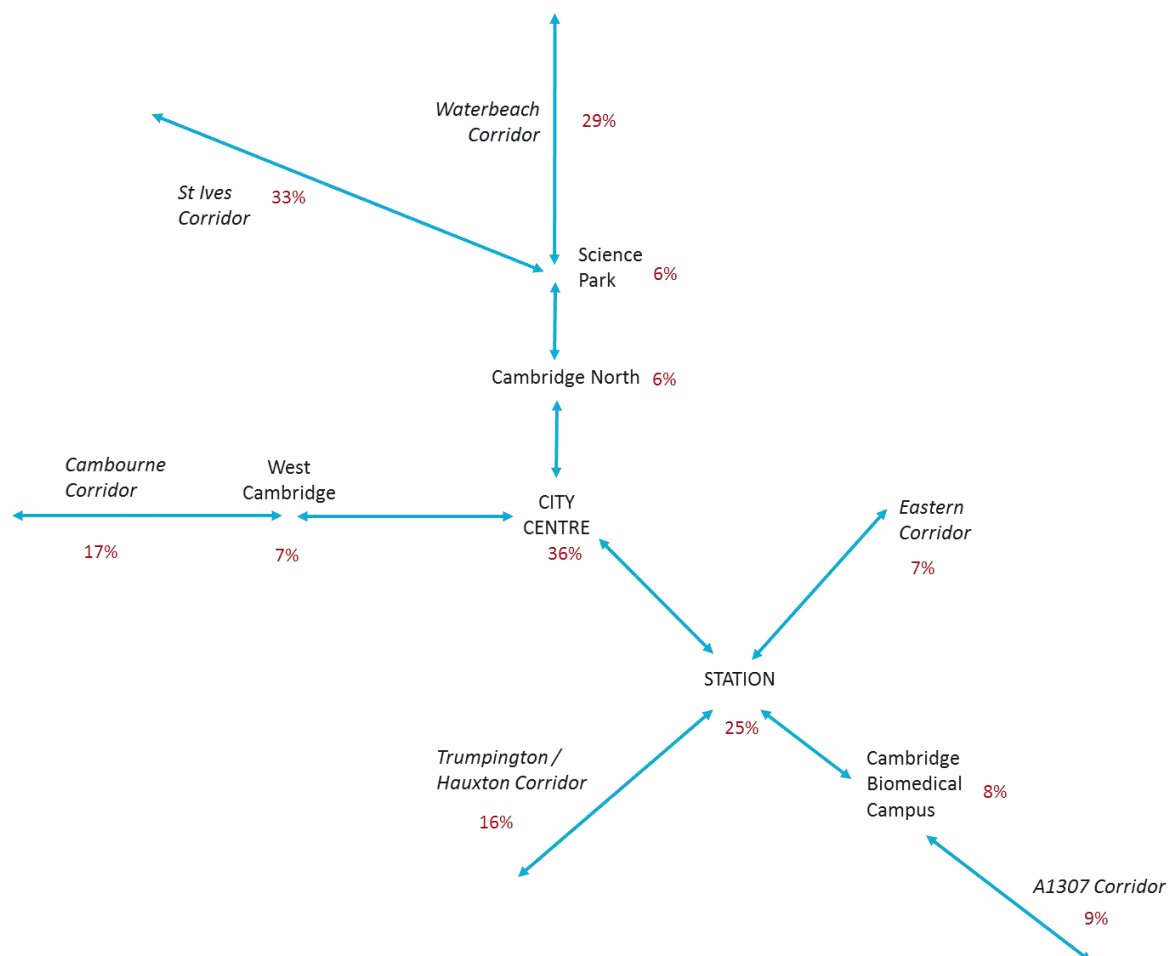 Waterbeach
Corridor
29%
St Ives
Corridor
33%
Science
Park
6%
Cambridge North
6%
Cambourne
Corridor
17%
West
Cambridge
7%
CITY
CENTRE
36%
Eastern
Corridor
7%
STATION
25%
Trumpington /
Hauxton Corridor
16%
Cambridge
Biomedical
Campus
8%
A1307 Corridor
9%